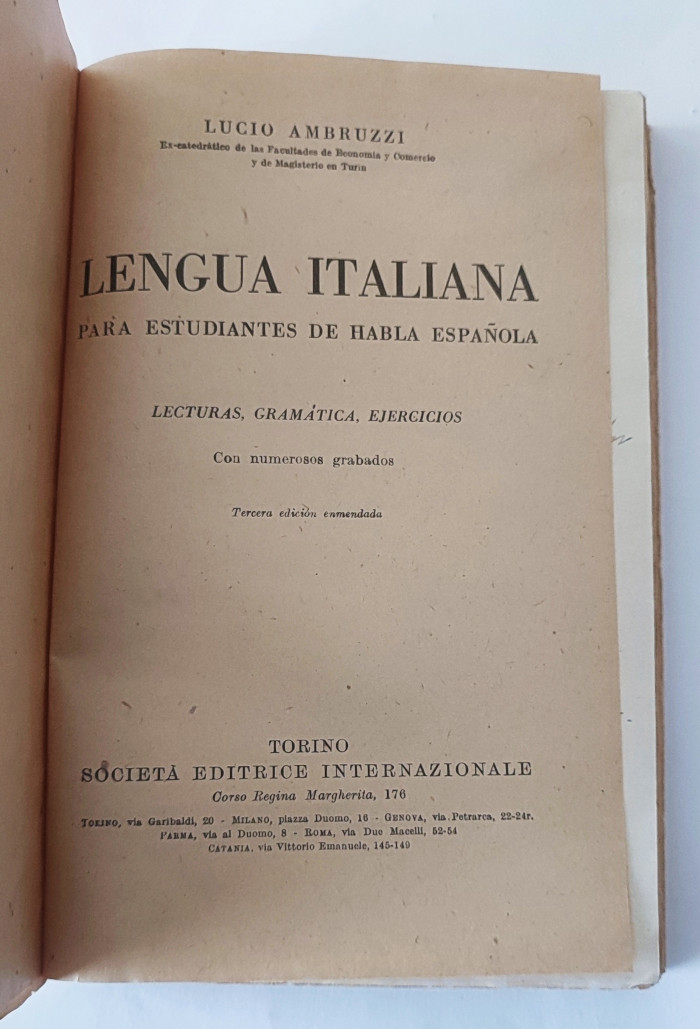 LUCIO AMBRUZZI
Ex-catedrático de las Facultades de Economía y Comercio
y de Magisterio en Turín
LENGUA ITALIANA
PARA ESTUDIANTES DE HABLA ESPAÑOLA
LECTURAS, GRAMÁTICA, EJERCICIOS
Con numerosos grabados
Tercera edición enmendada
TORINO
SOCIETÀ EDITRICE INTERNAZIONALE
Corso Regina Margherita, 176
TORINO, via Garibaldi, 20 - MILANO, piazza Duomo, 16 - GENOVA, via Petrarca, 22-24r.
PARMA, via al Duomo, 8 - ROMA, via Due Macelli, 52-54
CATANIA, via Vittorio Emanuele, 145-149